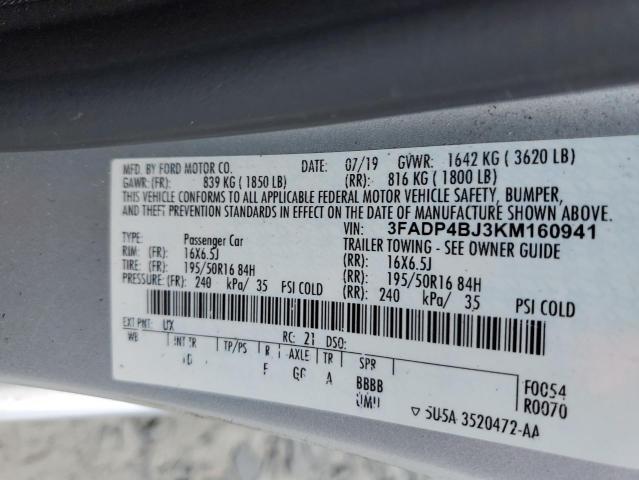 MFD. BY FORD MOTOR CO. DATE: 07/19 GVWR: 1642 KG ( 3620 LB)
GAWR: (FR): 839 KG ( 1850 LB) (RR): 816 KG ( 1800 LB)
THIS VEHICLE CONFORMS TO ALL APPLICABLE FEDERAL MOTOR VEHICLE SAFETY, BUMPER,
AND THEFT PREVENTION STANDARDS IN EFFECT ON THE DATE OF MANUFACTURE SHOWN ABOVE.
VIN: 3FADP4BJ3KM160941
TYPE: Passenger Car TRAILER TOWING - SEE OWNER GUIDE
RIM: (FR): 16X6.5J (RR): 16X6.5J
TIRE: (FR): 195/50R16 84H (RR): 195/50R16 84H
PRESSURE: (FR): 240 kPa/ 35 PSI COLD (RR): 240 kPa/ 35 PSI COLD
EXT PNT: UX RC: 21 DSO:
WB INT TR TP/PS R AXLE TR SPR
F GG A BBBB F0054
R0070
5U5A 3520472-AA